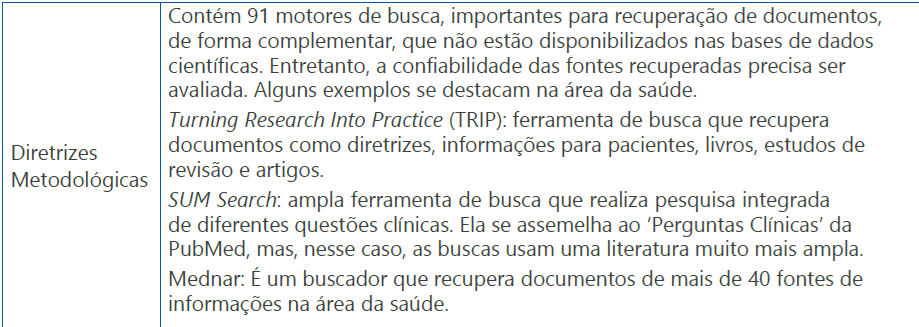 Diretrizes
Metodológicas
Contém 91 motores de busca, importantes para recuperação de documentos,
de forma complementar, que não estão disponibilizados nas bases de dados
científicas. Entretanto, a confiabilidade das fontes recuperadas precisa ser
avaliada. Alguns exemplos se destacam na área da saúde.
Turning Research Into Practice (TRIP): ferramenta de busca que recupera
documentos como diretrizes, informações para pacientes, livros, estudos de
revisão e artigos.
SUM Search: ampla ferramenta de busca que realiza pesquisa integrada
de diferentes questões clínicas. Ela se assemelha ao ‘Perguntas Clínicas’ da
PubMed, mas, nesse caso, as buscas usam uma literatura muito mais ampla.
Mednar: É um buscador que recupera documentos de mais de 40 fontes de
informações na área da saúde.